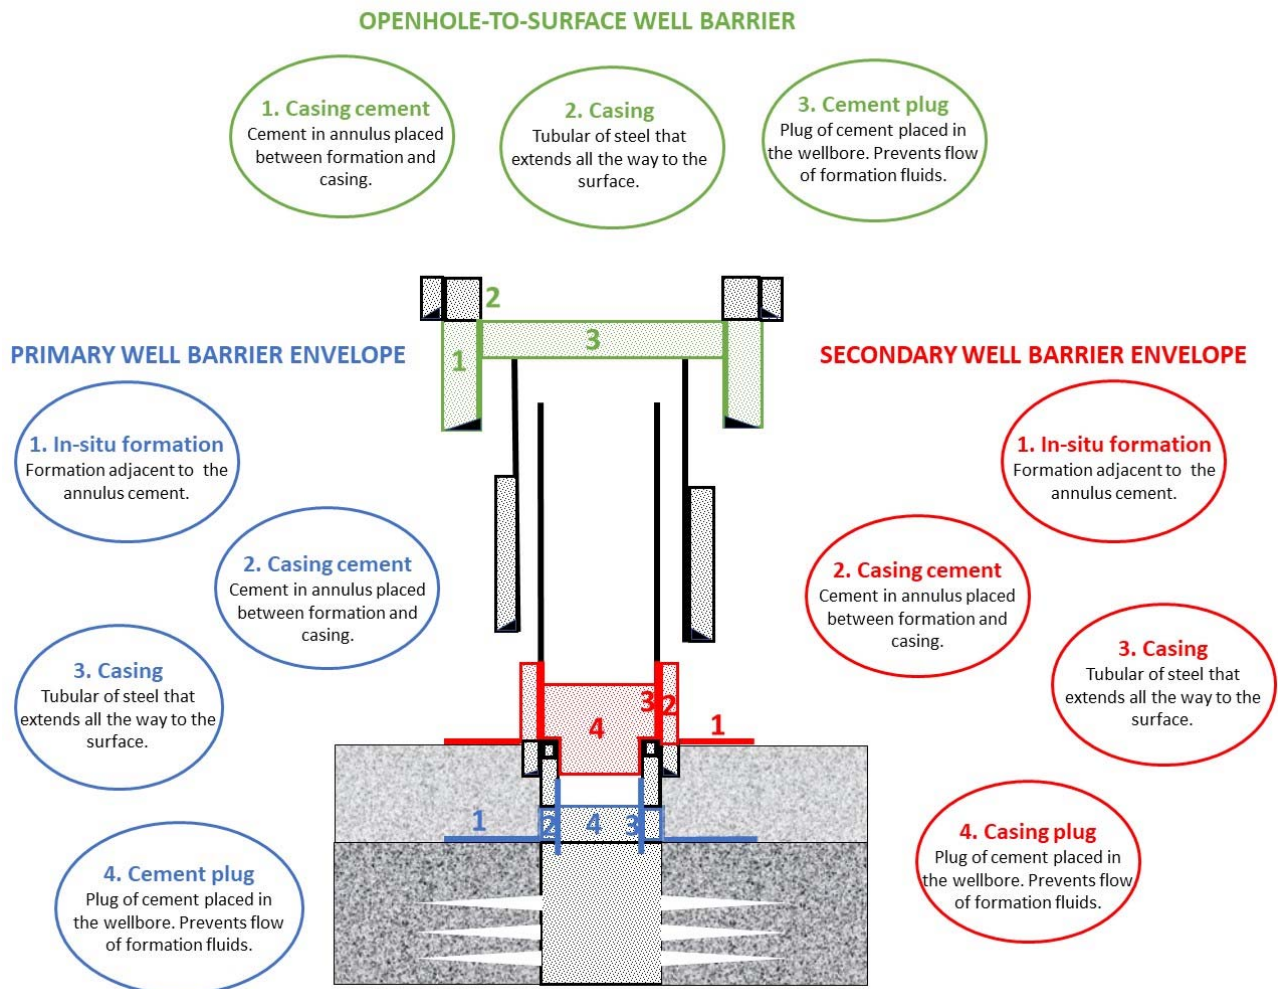 OPENHOLE-TO-SURFACE WELL BARRIER
1. Casing cement
Cement in annulus placed
between formation and
casing.
2. Casing
Tubular of steel that
extends all the way to the
surface.
3. Cement plug
Plug of cement placed in
the wellbore. Prevents flow
of formation fluids.
PRIMARY WELL BARRIER ENVELOPE
1. In-situ formation
Formation adjacent to the
annulus cement.
2. Casing cement
Cement in annulus placed
between formation and
casing.
3. Casing
Tubular of steel that
extends all the way to the
surface.
4. Cement plug
Plug of cement placed in
the wellbore. Prevents flow
of formation fluids.
2
3
1
3
2
4
1
1
2
4
3
SECONDARY WELL BARRIER ENVELOPE
1. In-situ formation
Formation adjacent to the
annulus cement.
2. Casing cement
Cement in annulus placed
between formation and
casing.
3. Casing
Tubular of steel that
extends all the way to the
surface.
4. Casing plug
Plug of cement placed in
the wellbore. Prevents flow
of formation fluids.